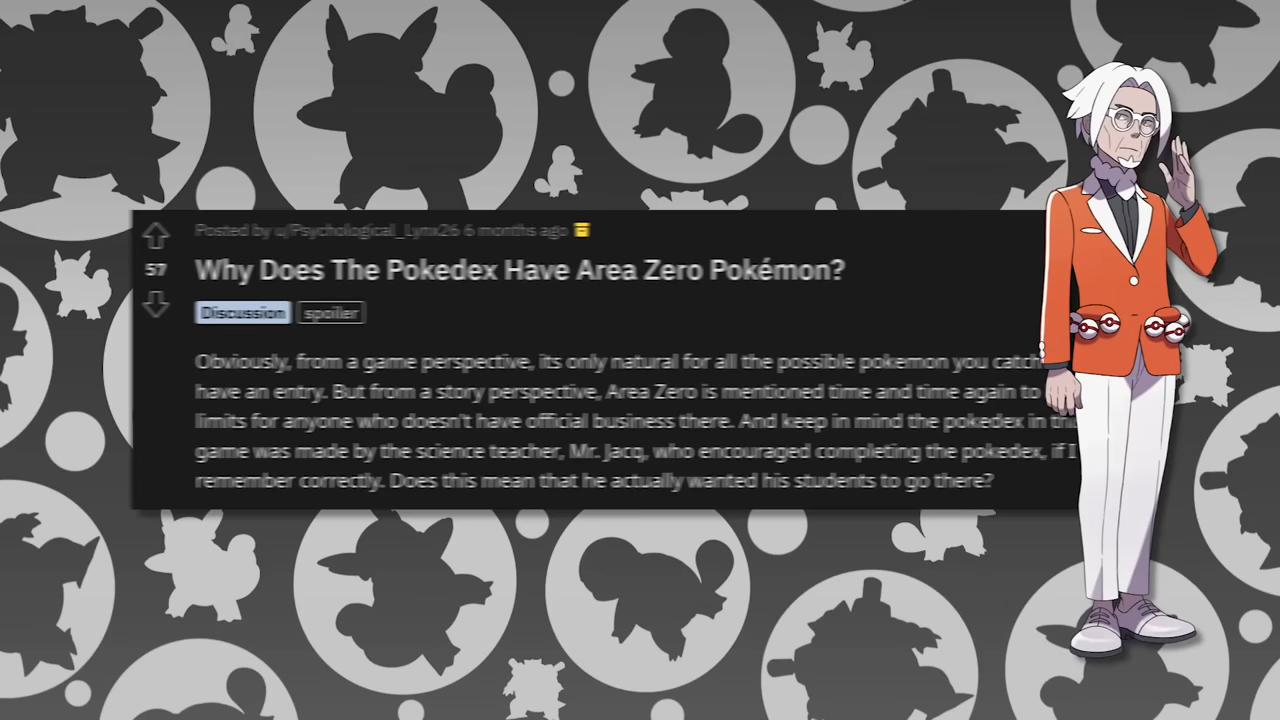 Posted by u/Psychological_Lynx26 6 months ago
57
Why Does The Pokedex Have Area Zero Pokémon?
Discussion spoiler
Obviously, from a game perspective, its only natural for all the possible pokemon you catch
have an entry. But from a story perspective, Area Zero is mentioned time and time again to
limits for anyone who doesn't have official business there. And keep in mind the pokedex in
game was made by the science teacher, Mr. Jacq, who encouraged completing the pokedex, if I
remember correctly. Does this mean that he actually wanted his students to go there?